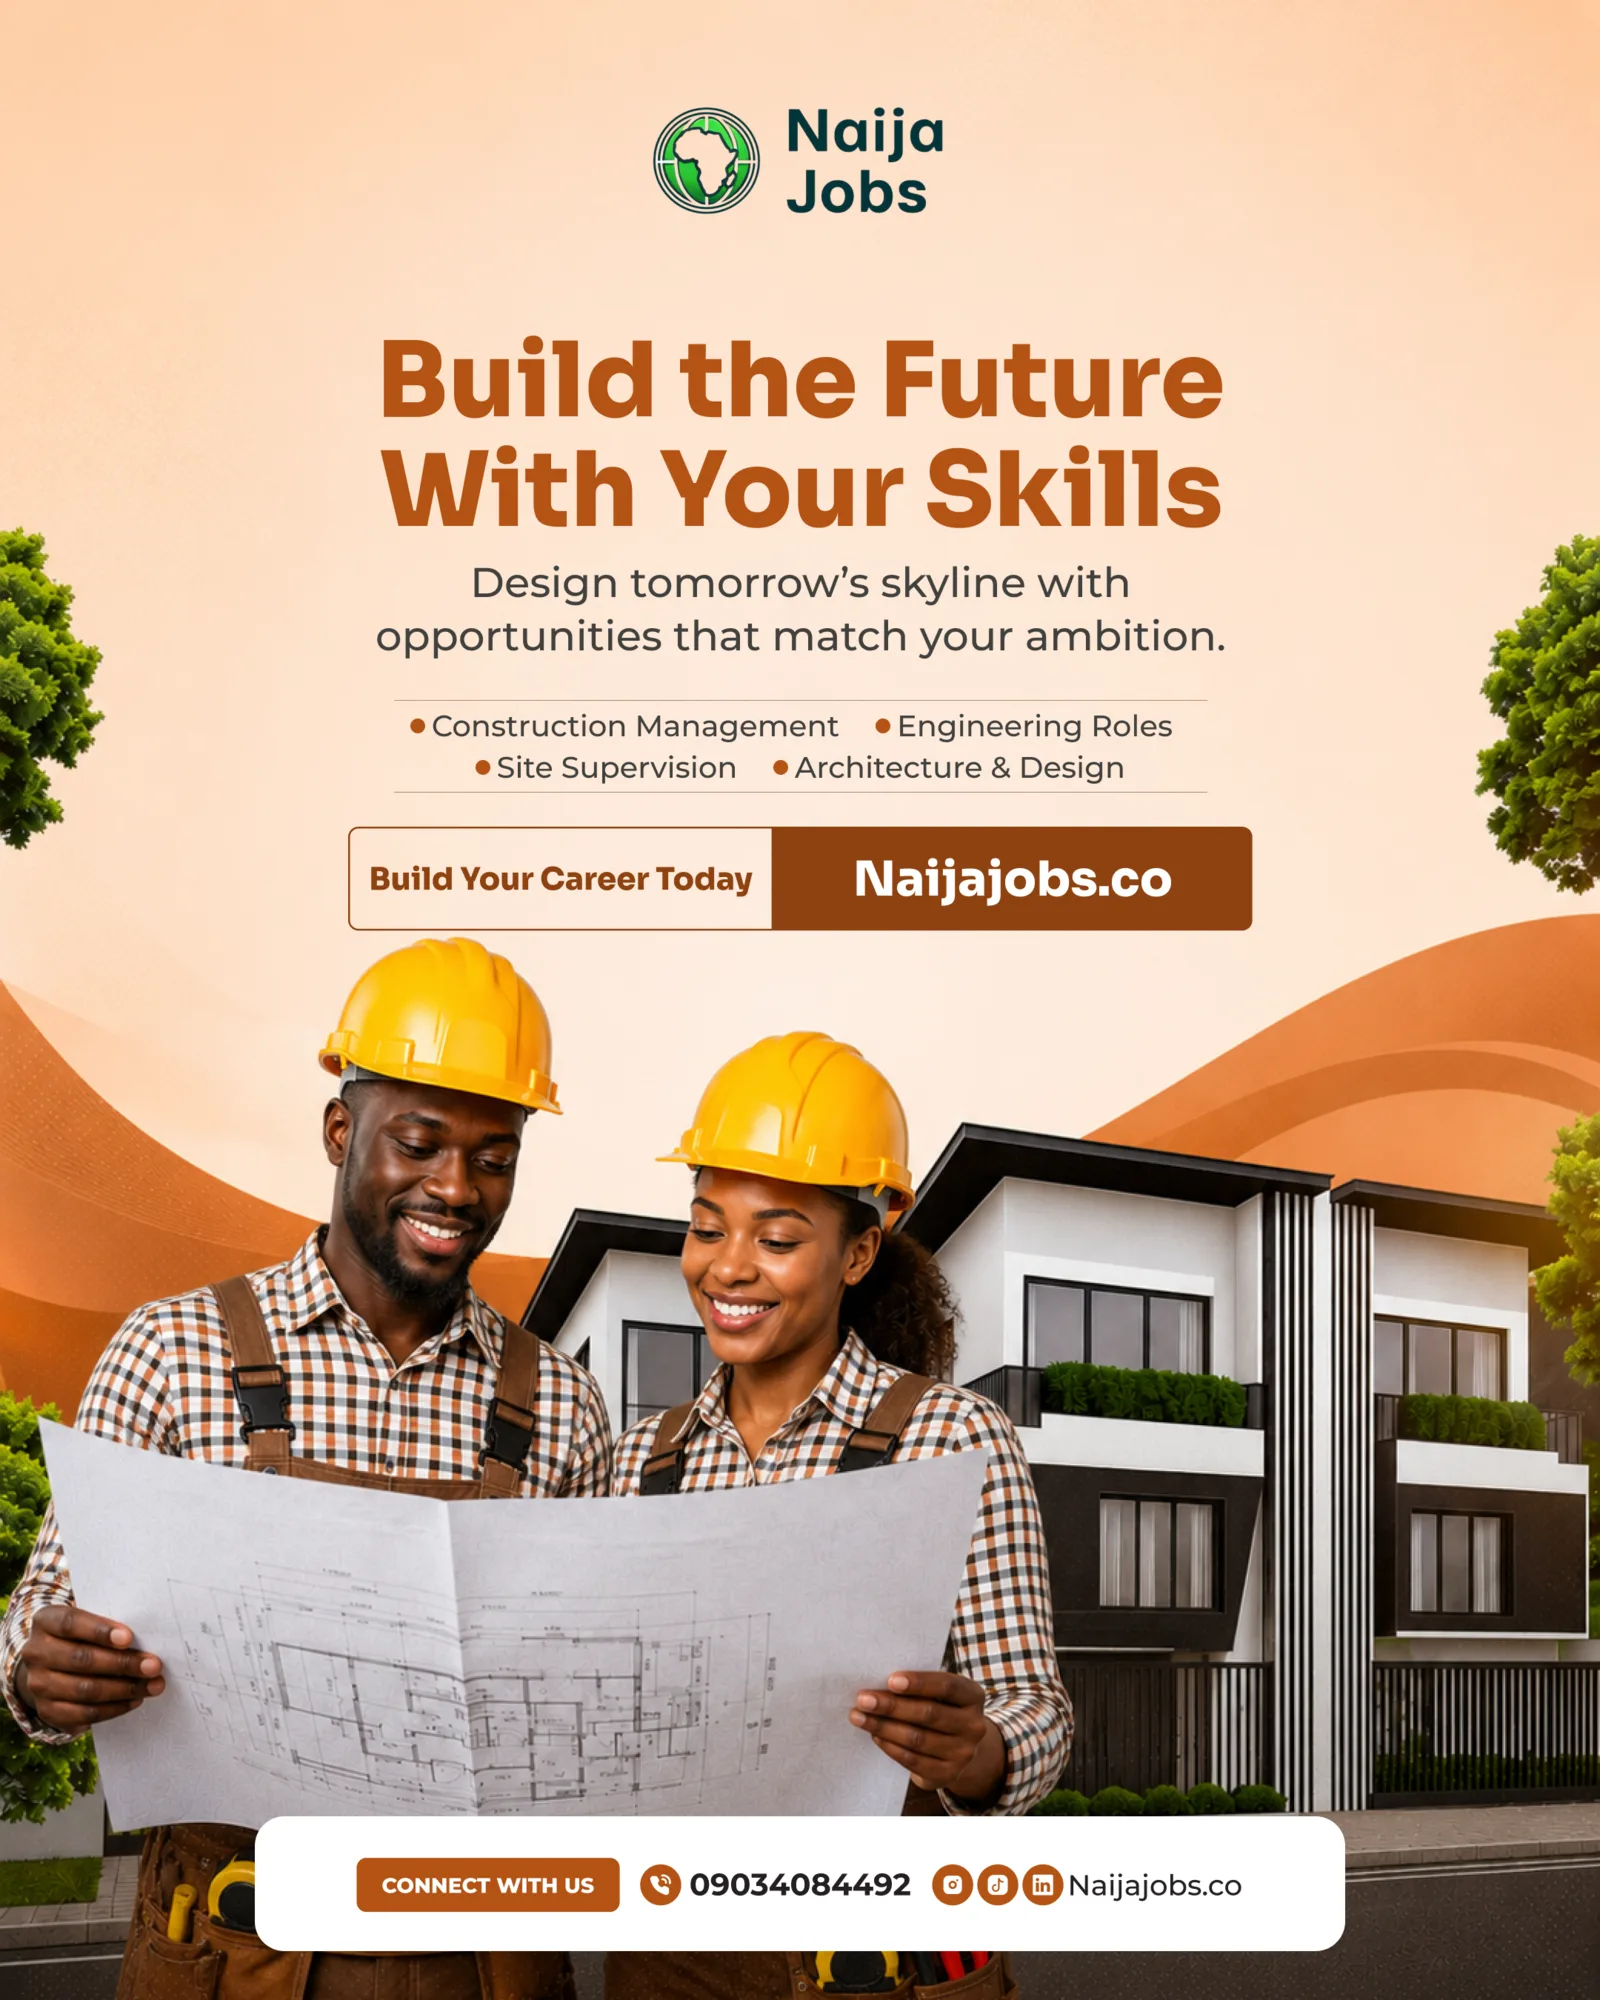 Naija
Jobs
Build the Future
With Your Skills
Design tomorrow’s skyline with
opportunities that match your ambition.
Construction Management
Engineering Roles
Site Supervision
Architecture & Design
Build Your Career Today
Naijajobs.co
CONNECT WITH US
09034084492
Naijajobs.co